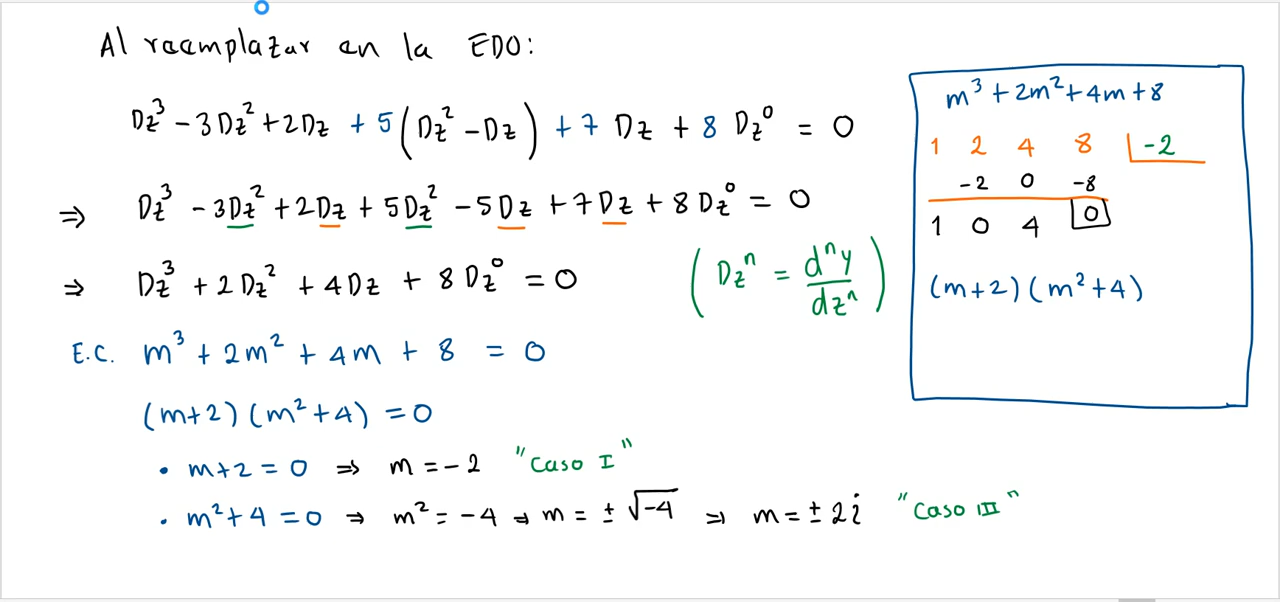 Al reemplazar en la EDO:
Dz³ - 3Dz² + 2Dz + 5(Dz² - Dz) + 7 Dz + 8 Dz⁰ = 0
⇒ Dz³ - 3Dz² + 2Dz + 5Dz² - 5Dz + 7Dz + 8Dz⁰ = 0
⇒ Dz³ + 2Dz² + 4Dz + 8Dz⁰ = 0 (Dzⁿ = dⁿy/dzⁿ)
E.C. m³ + 2m² + 4m + 8 = 0
(m+2)(m²+4) = 0
• m+2 = 0 ⇒ m = -2 "Caso I"
• m²+4 = 0 ⇒ m² = -4 ⇒ m = ±√-4 ⇒ m = ± 2i "Caso III"
m³ + 2m² + 4m + 8
1 2 4 8 |-2
-2 0 -8
1 0 4 0
(m+2)(m²+4)